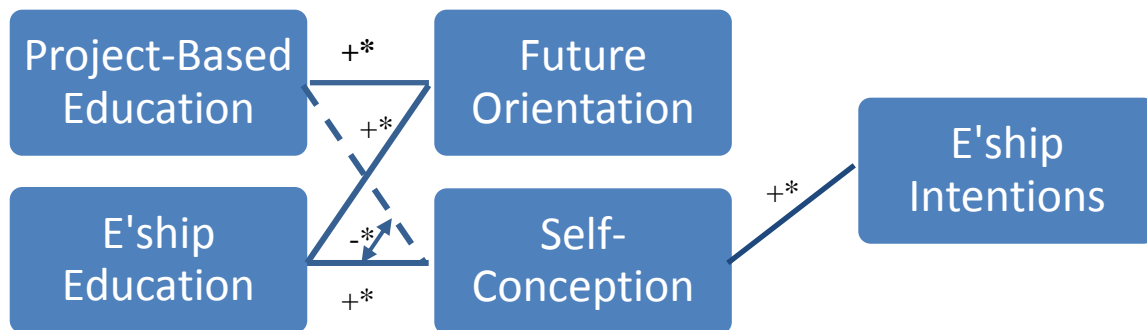 Project-Based
Education
+*
Future
Orientation
+*
E'ship
Intentions
+*
E'ship
Education
-*
+*
Self-
Conception